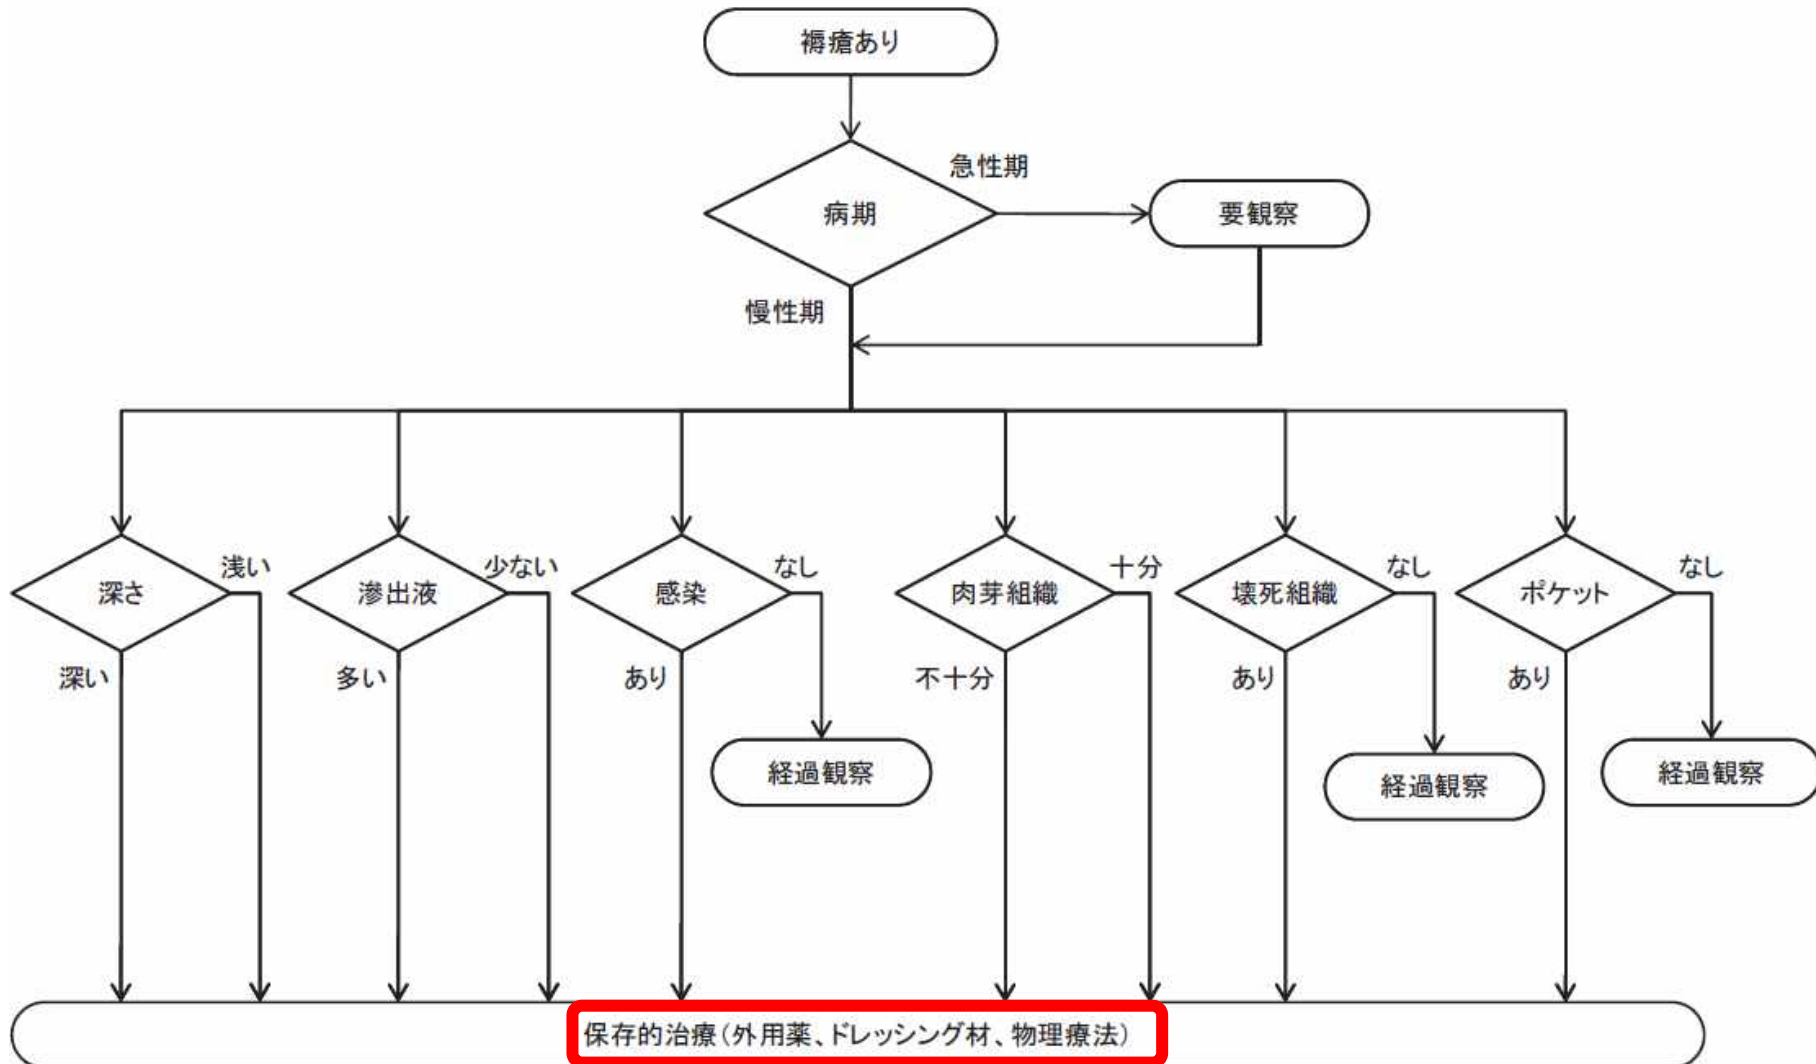 褥瘡あり
急性期
病期
要観察
慢性期
深さ
浅い
滲出液
少ない
感染
なし
肉芽組織
十分
壊死組織
なし
ポケット
なし
深い
多い
あり
不十分
あり
あり
経過観察
経過観察
経過観察
保存的治療(外用薬、ドレッシング材、物理療法)